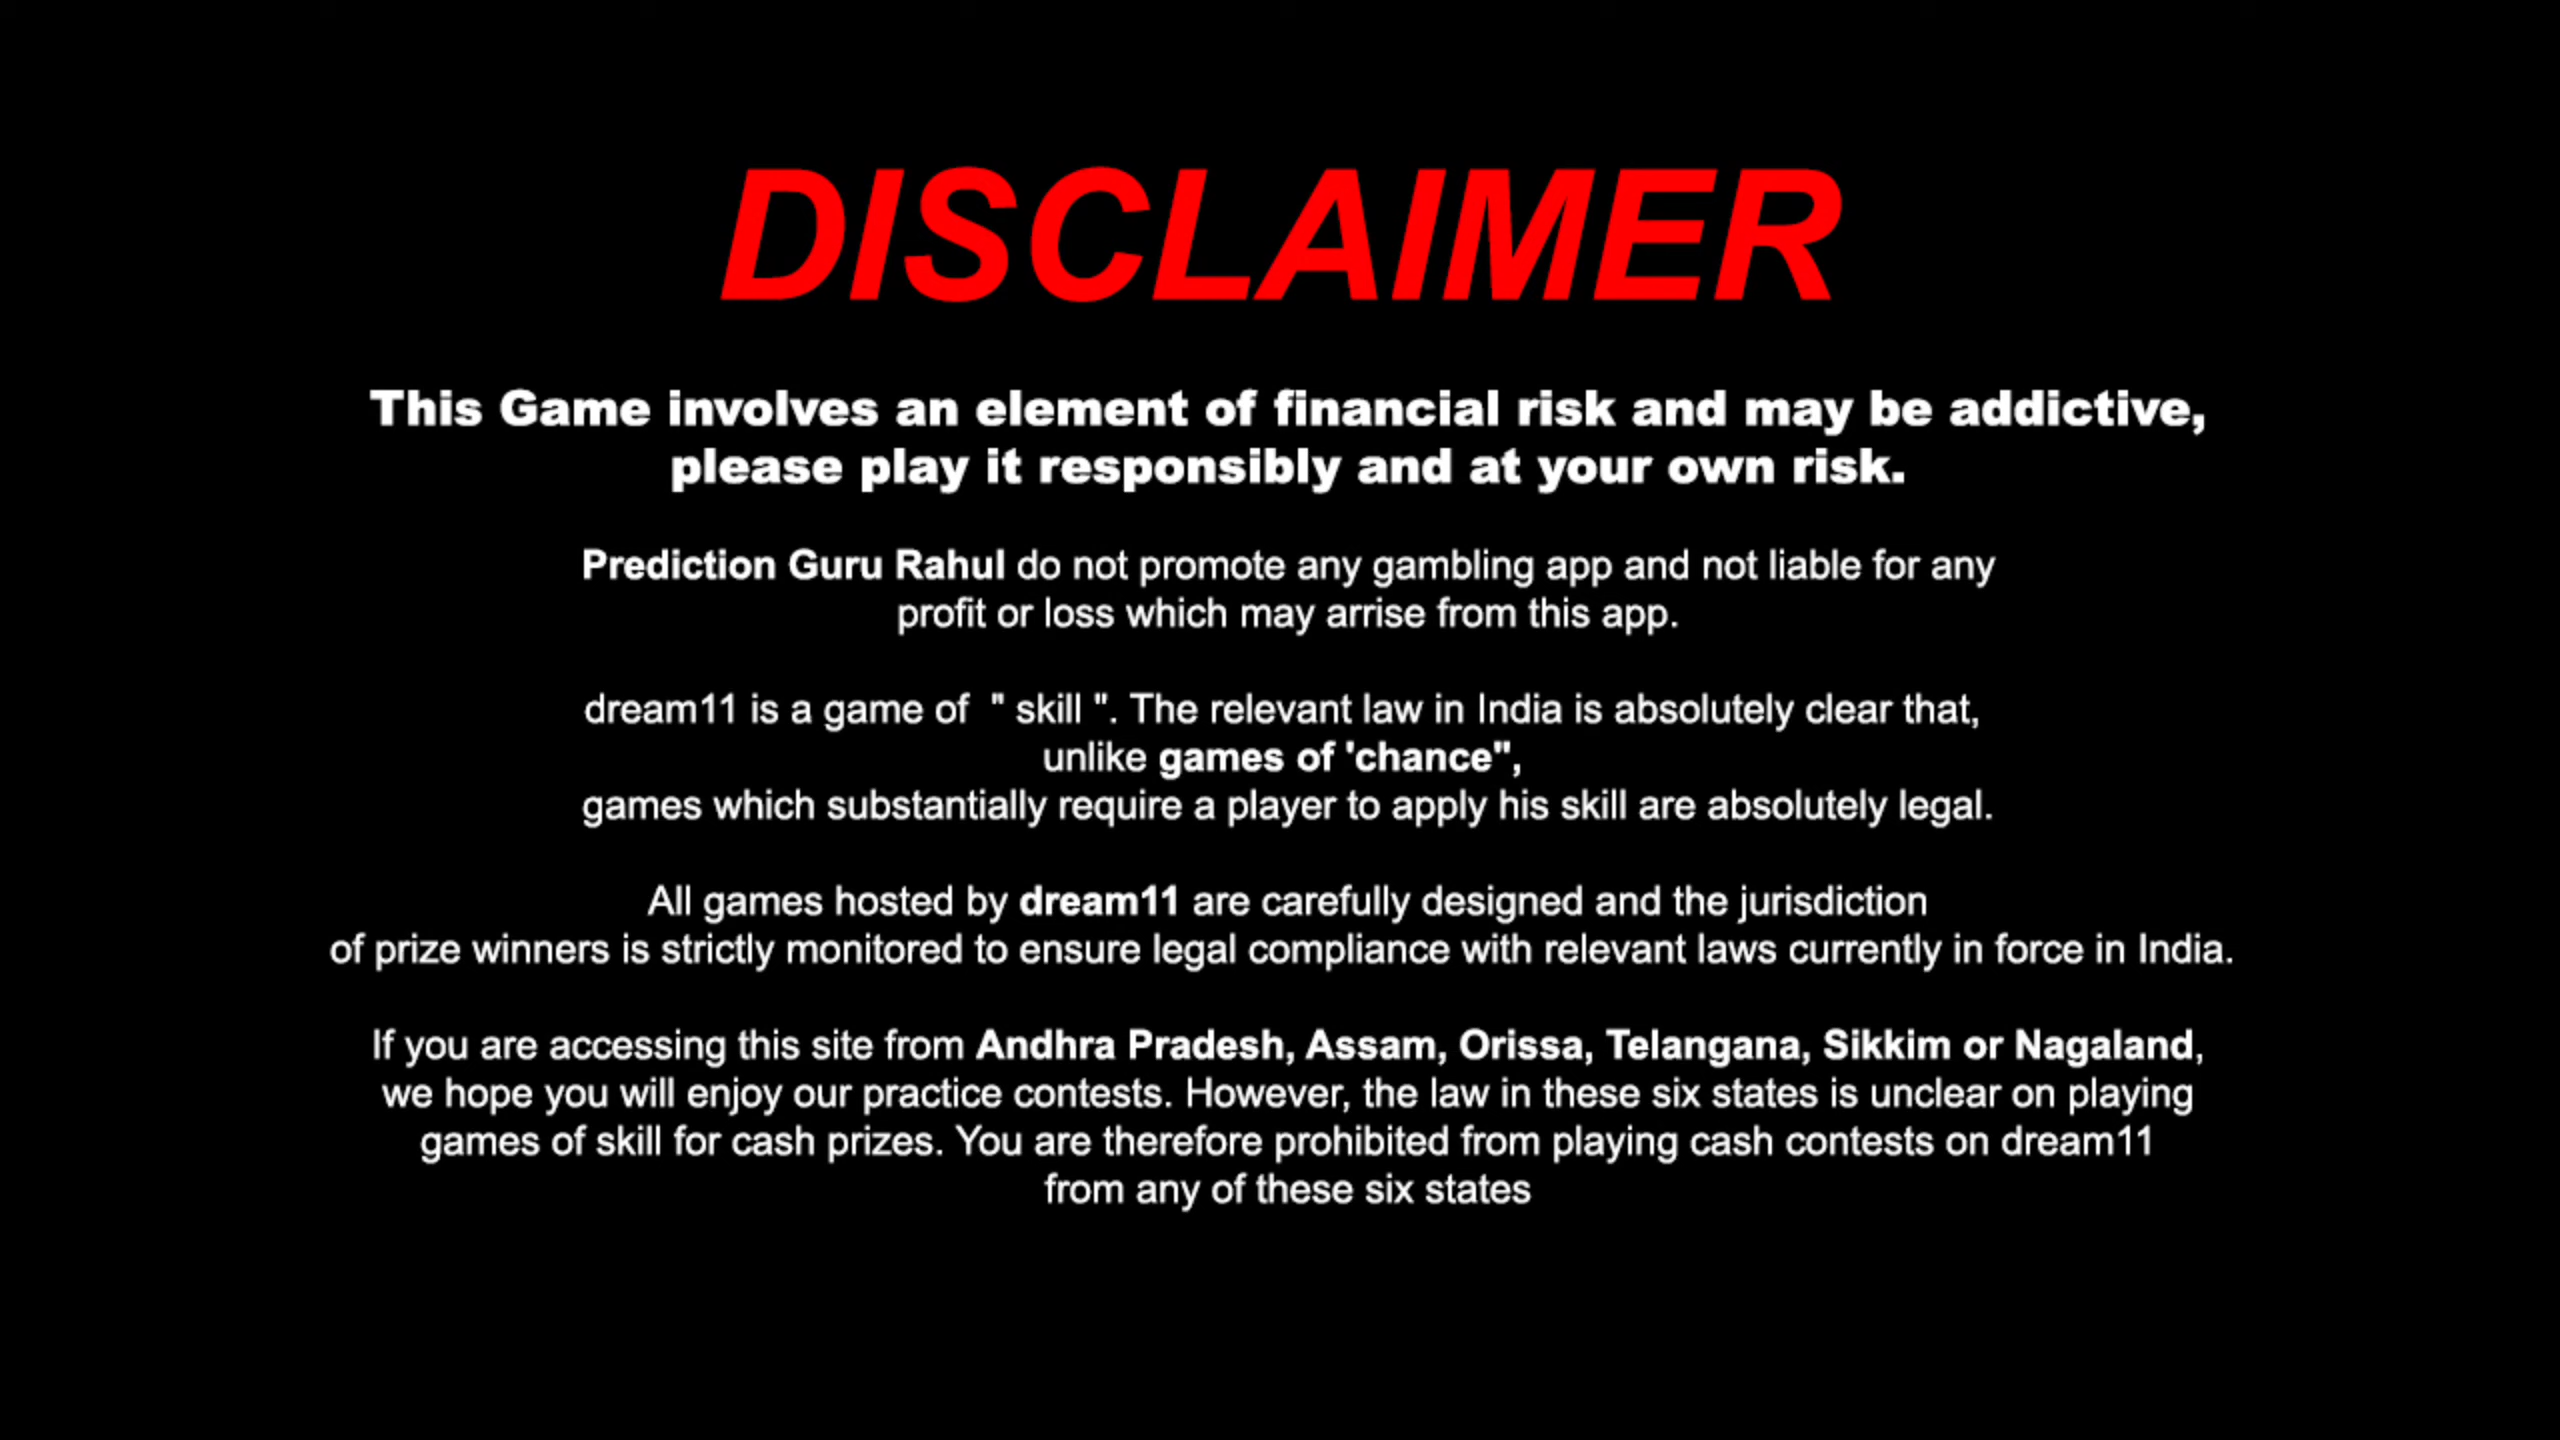 DISCLAIMER
This Game involves an element of financial risk and may be addictive,
please play it responsibly and at your own risk.
Prediction Guru Rahul do not promote any gambling app and not liable for any
profit or loss which may arrise from this app.
dream11 is a game of  " skill ". The relevant law in India is absolutely clear that,
unlike games of 'chance",
games which substantially require a player to apply his skill are absolutely legal.
All games hosted by dream11 are carefully designed and the jurisdiction
of prize winners is strictly monitored to ensure legal compliance with relevant laws currently in force in India.
If you are accessing this site from Andhra Pradesh, Assam, Orissa, Telangana, Sikkim or Nagaland,
we hope you will enjoy our practice contests. However, the law in these six states is unclear on playing
games of skill for cash prizes. You are therefore prohibited from playing cash contests on dream11
from any of these six states